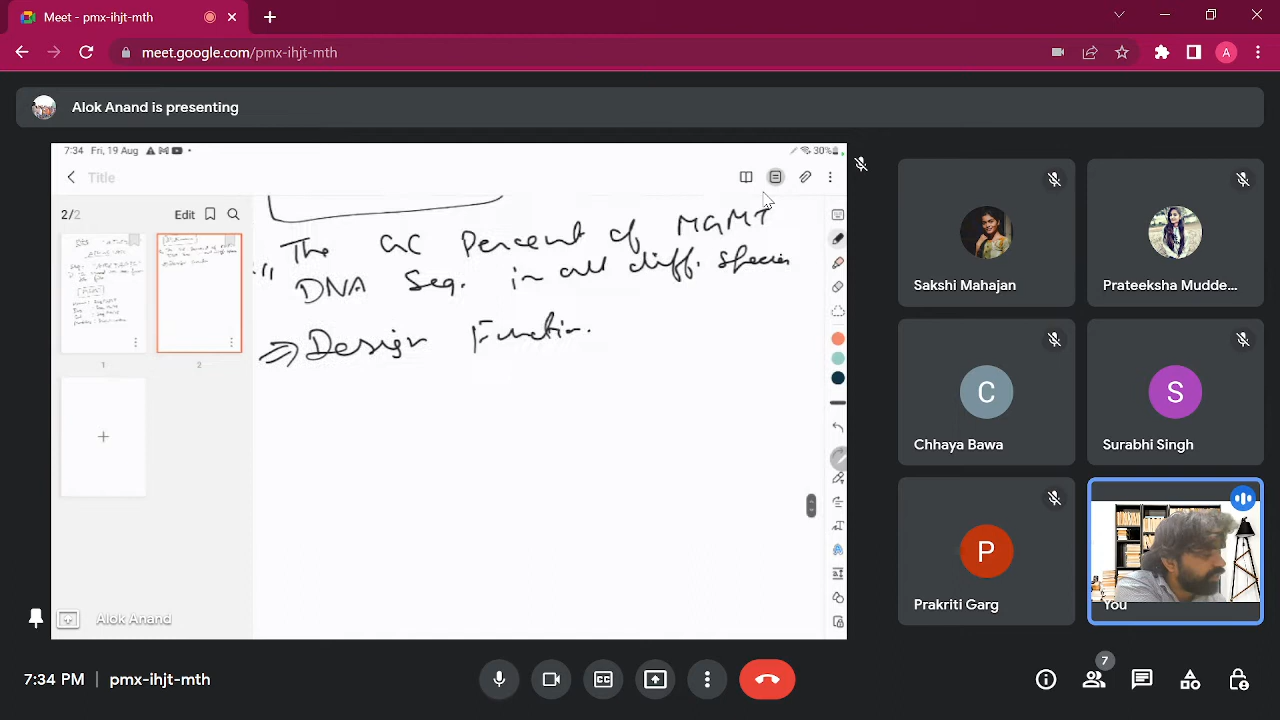 Meet - pmx-ihjt-mth
meet.google.com/pmx-ihjt-mth
A
Alok Anand is presenting
7:34 Fri, 19 Aug
30%
Title
2/2
Edit
The GC Percent of MGMT
DNA Seq. in all diff. species
⇒ Design Function.
1
2
Alok Anand
Sakshi Mahajan
Prateeksha Mudde...
C
Chhaya Bawa
S
Surabhi Singh
P
Prakriti Garg
You
7:34 PM | pmx-ihjt-mth
CC
7